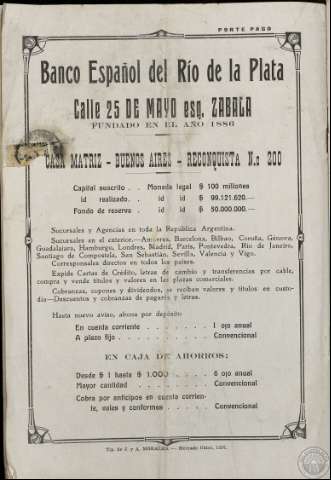 PORTE PAGO
Banco Español del Río de la Plata
Calle 25 DE MAYO esq. ZABALA
FUNDADO EN EL AÑO 1886
CASA MATRIZ - BUENOS AIRES - RECONQUISTA N.o 200
Capital suscrito . . Moneda legal $ 100 millones
id realizado. . id id $ 99.121.620.—
Fondo de reserva . . id id $ 50.000.000.—
Sucursales y Agencias en toda la República Argentina.
Sucursales en el exterior.—Amberes, Barcelona, Bilbao, Coruña, Génova,
Guadalajara, Hamburgo, Londres, Madrid, París, Pontevedra, Río de Janeiro,
Santiago de Compostela, San Sebastián, Sevilla, Valencia y Vigo.
Corresponsales directos en todos los países.
Expide Cartas de Crédito, letras de cambio y transferencias por cable,
compra y vende títulos y valores en las plazas comerciales.
Cobranzas, cupones y dividendos, se reciban valores y títulos en custo-
dia—Descuentos y cobranzas de pagarés y letras.
Hasta nuevo aviso, abona por depósito
En cuenta corriente . . . . . 1 o|o anual
A plazo fijo . . . . . Convencional
EN CAJA DE AHORROS:
Desde $ 1 hasta $ 1.000 . . . . 6 o|o anual
Mayor cantidad . . . . . Convencional
Cobra por anticipos en cuenta corrien-
te, vales y conformes . . . . Convencional
Tip. de J. y A. MORALES.—